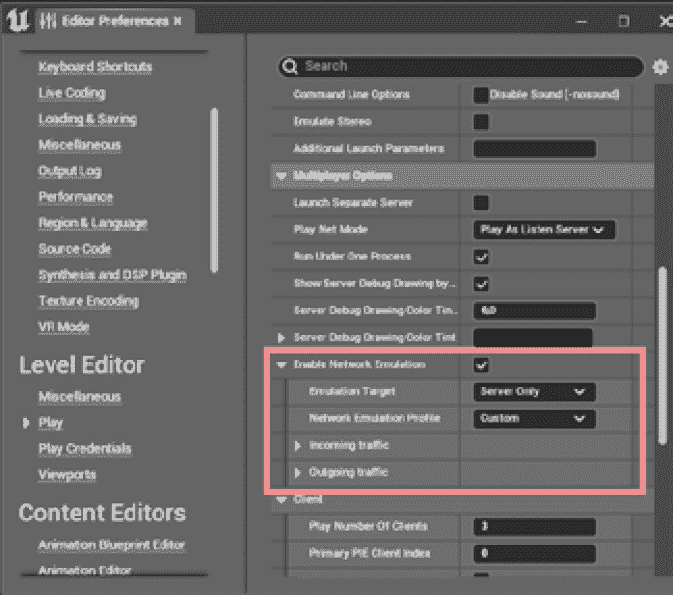 Editor Preferences
Keyboard Shortcuts
Live Coding
Loading & Saving
Miscellaneous
Output Log
Performance
Region & Language
Source Code
Synthesis and DSP Plugin
Texture Encoding
VR Mode
Level Editor
Miscellaneous
Play
Play Credentials
Viewports
Content Editors
Animation Blueprint Editor
Animation Editor
Search
Command Line Options
Disable Sound (-nosound)
Emulate Stereo
Additional Launch Parameters
Multiplayer Options
Launch Separate Server
Play Net Mode
Play As Listen Server
Run Under One Process
Show Server Debug Drawing by...
Server Debug Drawing Color Tin...
Server Debug Drawing Color Tint
Enable Network Emulation
Emulation Target
Server Only
Network Emulation Profile
Custom
Incoming traffic
Outgoing traffic
Client
Play Number Of Clients
3
Primary PIE Client Index
0